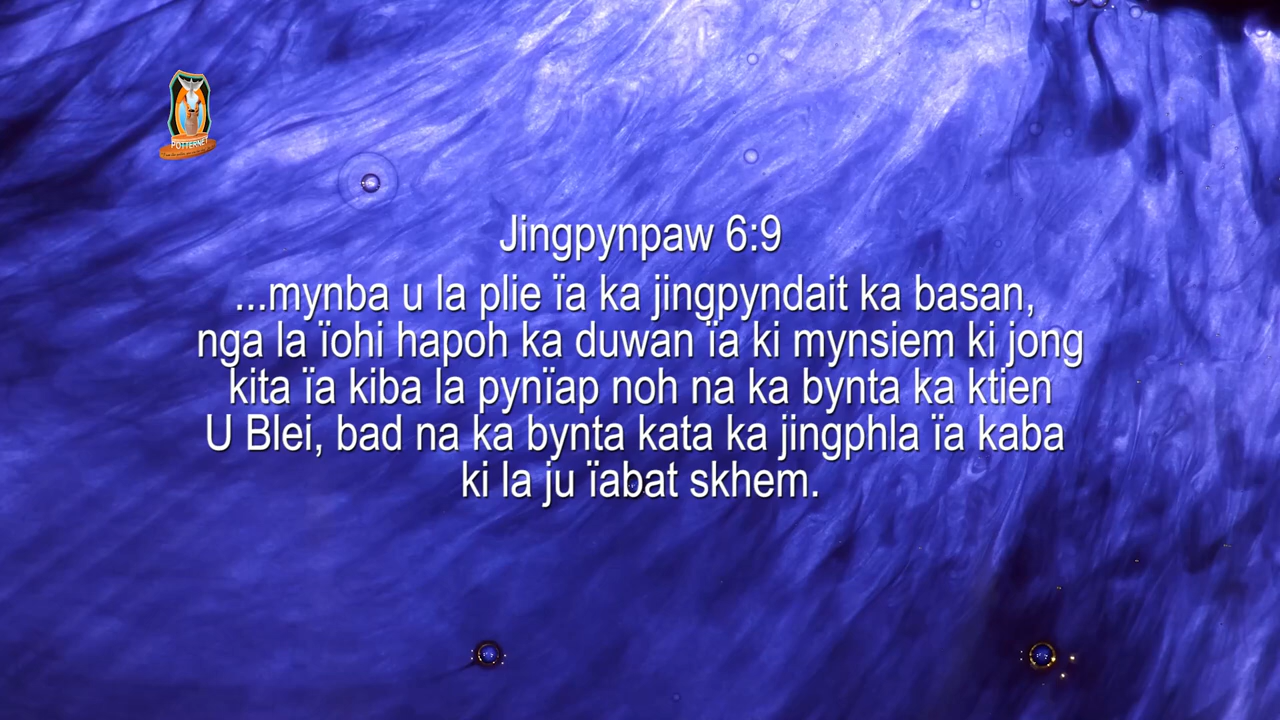 POTTERNET
Jingpynpaw 6:9
...mynba u la plie ïa ka jingpyndait ka basan,
nga la ïohi hapoh ka duwan ïa ki mynsiem ki jong
kita ïa kiba la pynïap noh na ka bynta ka ktien
U Blei, bad na ka bynta kata ka jingphla ïa kaba
ki la ju ïabat skhem.